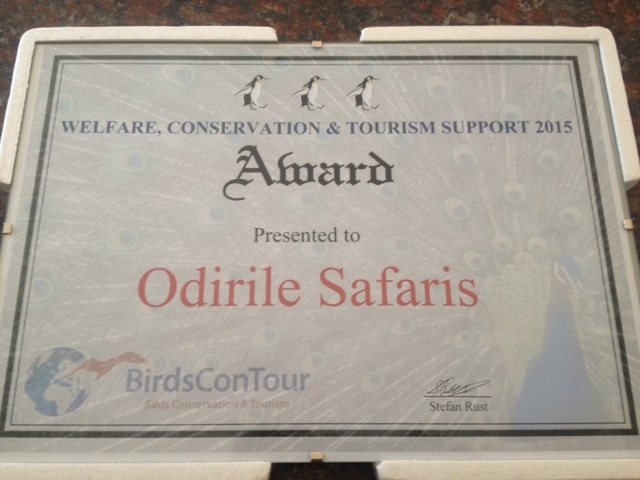 WELFARE, CONSERVATION & TOURISM SUPPORT 2015
Award
Presented to
Odirile Safaris
BirdsConTour
Birds Conservation & Tourism
Stefan Rust